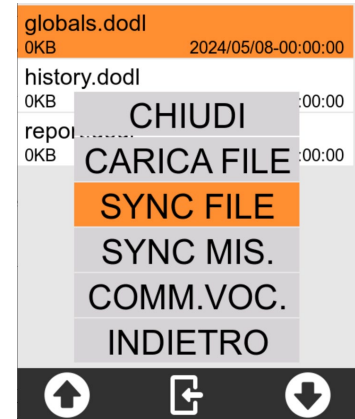 globals.dodl
0KB 2024/05/08-00:00:00
history.dodl
0KB :00:00
CHIUDI
0KB :00:00
CARICA FILE
SYNC FILE
SYNC MIS.
COMM.VOC.
INDIETRO